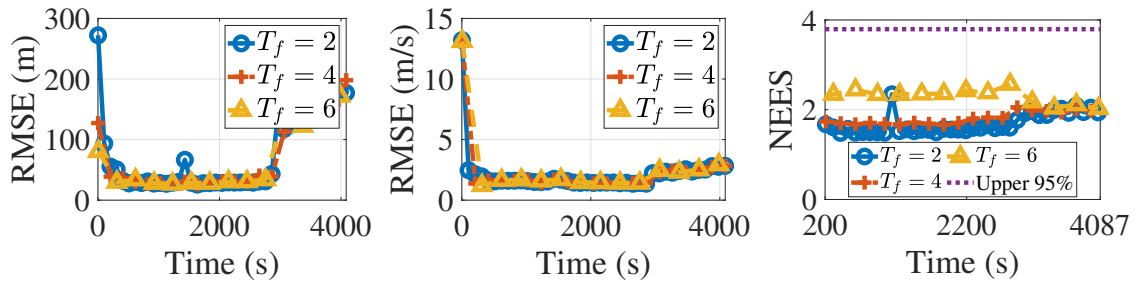 300
200
100
0
RMSE (m)
0
2000
4000
Time (s)
T_f = 2
T_f = 4
T_f = 6
15
10
5
0
RMSE (m/s)
0
2000
4000
Time (s)
T_f = 2
T_f = 4
T_f = 6
4
2
4
NEES
200
2200
4087
Time (s)
T_f = 2
T_f = 6
T_f = 4
Upper 95%